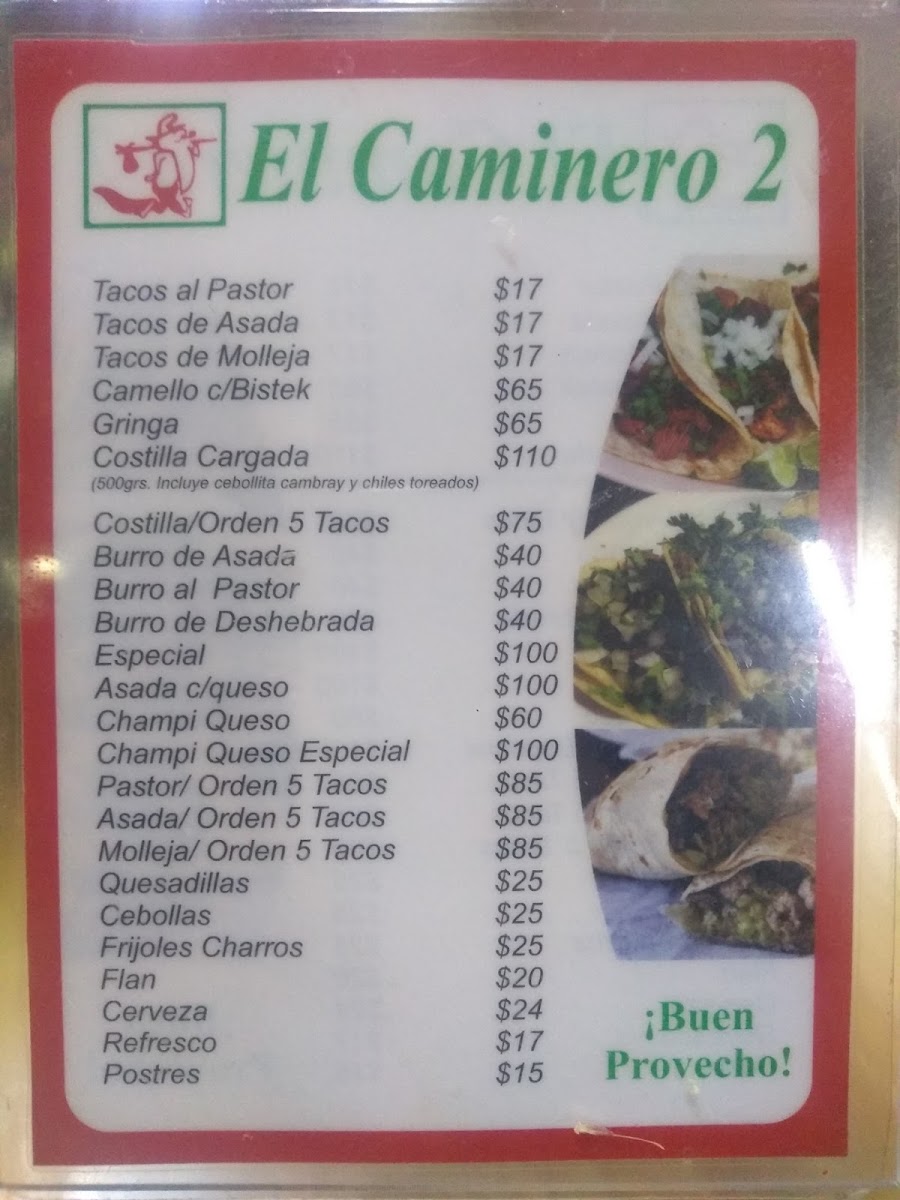 El Caminero 2
Tacos al Pastor $17
Tacos de Asada $17
Tacos de Molleja $17
Camello c/Bistek $65
Gringa $65
Costilla Cargada $110
(500grs. Incluye cebollita cambray y chiles toreados)
Costilla/Orden 5 Tacos $75
Burro de Asada $40
Burro al Pastor $40
Burro de Deshebrada $40
Especial $100
Asada c/queso $100
Champi Queso $60
Champi Queso Especial $100
Pastor/ Orden 5 Tacos $85
Asada/ Orden 5 Tacos $85
Molleja/ Orden 5 Tacos $85
Quesadillas $25
Cebollas $25
Frijoles Charros $25
Flan $20
Cerveza $24
Refresco $17
Postres $15
¡Buen
Provecho!